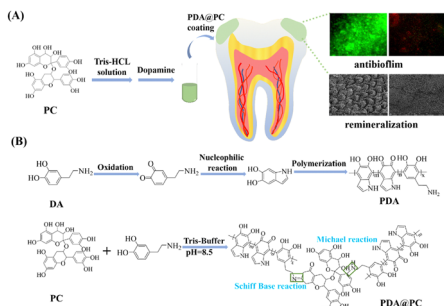 (A)
PDA@PC
coating
Tris-HCL
solution
Dopamine
PC
antibioflim
remineralization
(B)
Oxidation
Nucleophilic
reaction
Polymerization
DA
PDA
PC
+
Tris-Buffer
pH=8.5
Schiff Base reaction
Michael reaction
PDA@PC